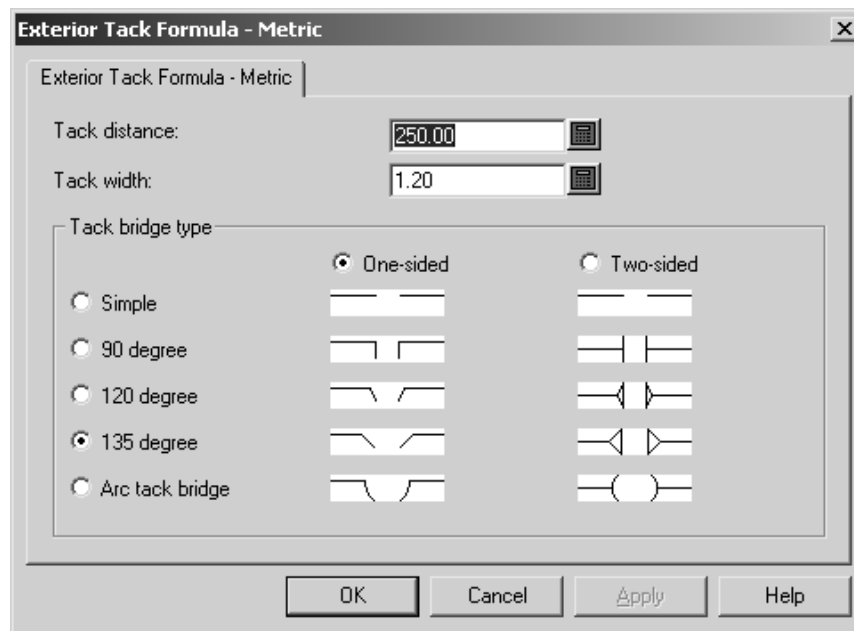 Exterior Tack Formula - Metric
Exterior Tack Formula - Metric
Tack distance: 250.00
Tack width: 1.20
Tack bridge type
One-sided Two-sided
Simple
90 degree
120 degree
135 degree
Arc tack bridge
OK Cancel Apply Help